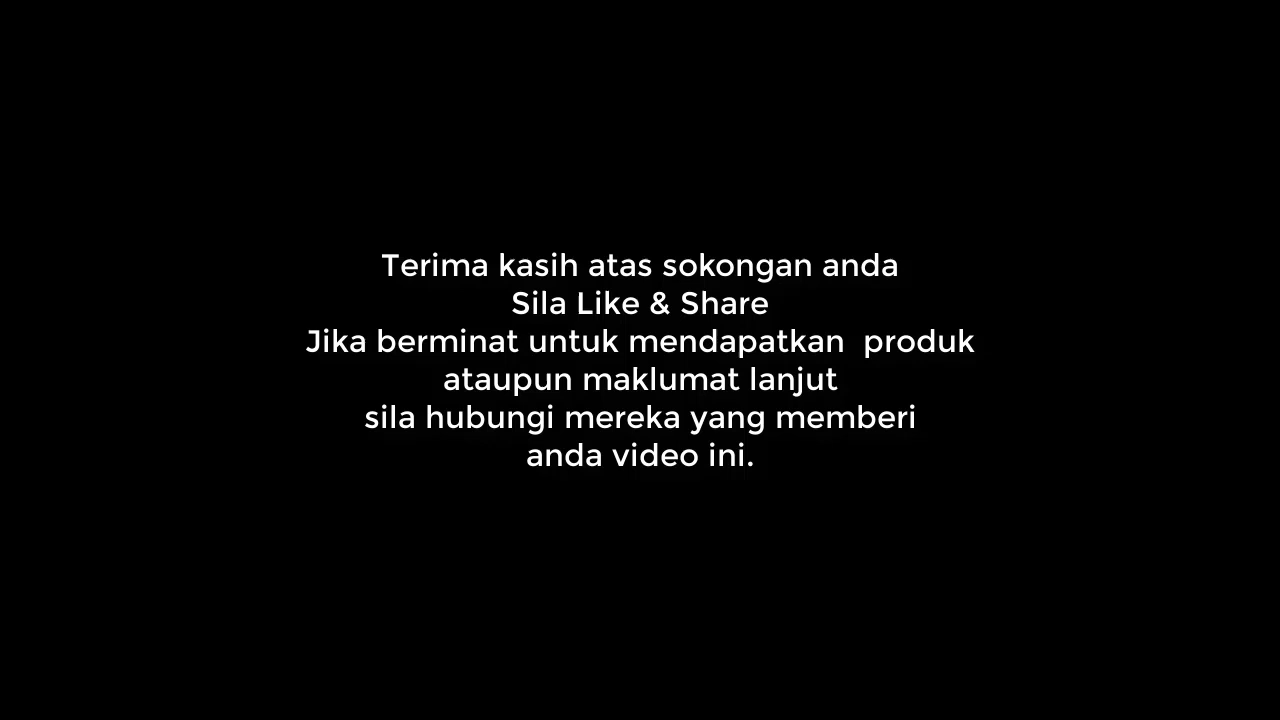 Terima kasih atas sokongan anda
Sila Like & Share
Jika berminat untuk mendapatkan  produk
ataupun maklumat lanjut
sila hubungi mereka yang memberi
anda video ini.